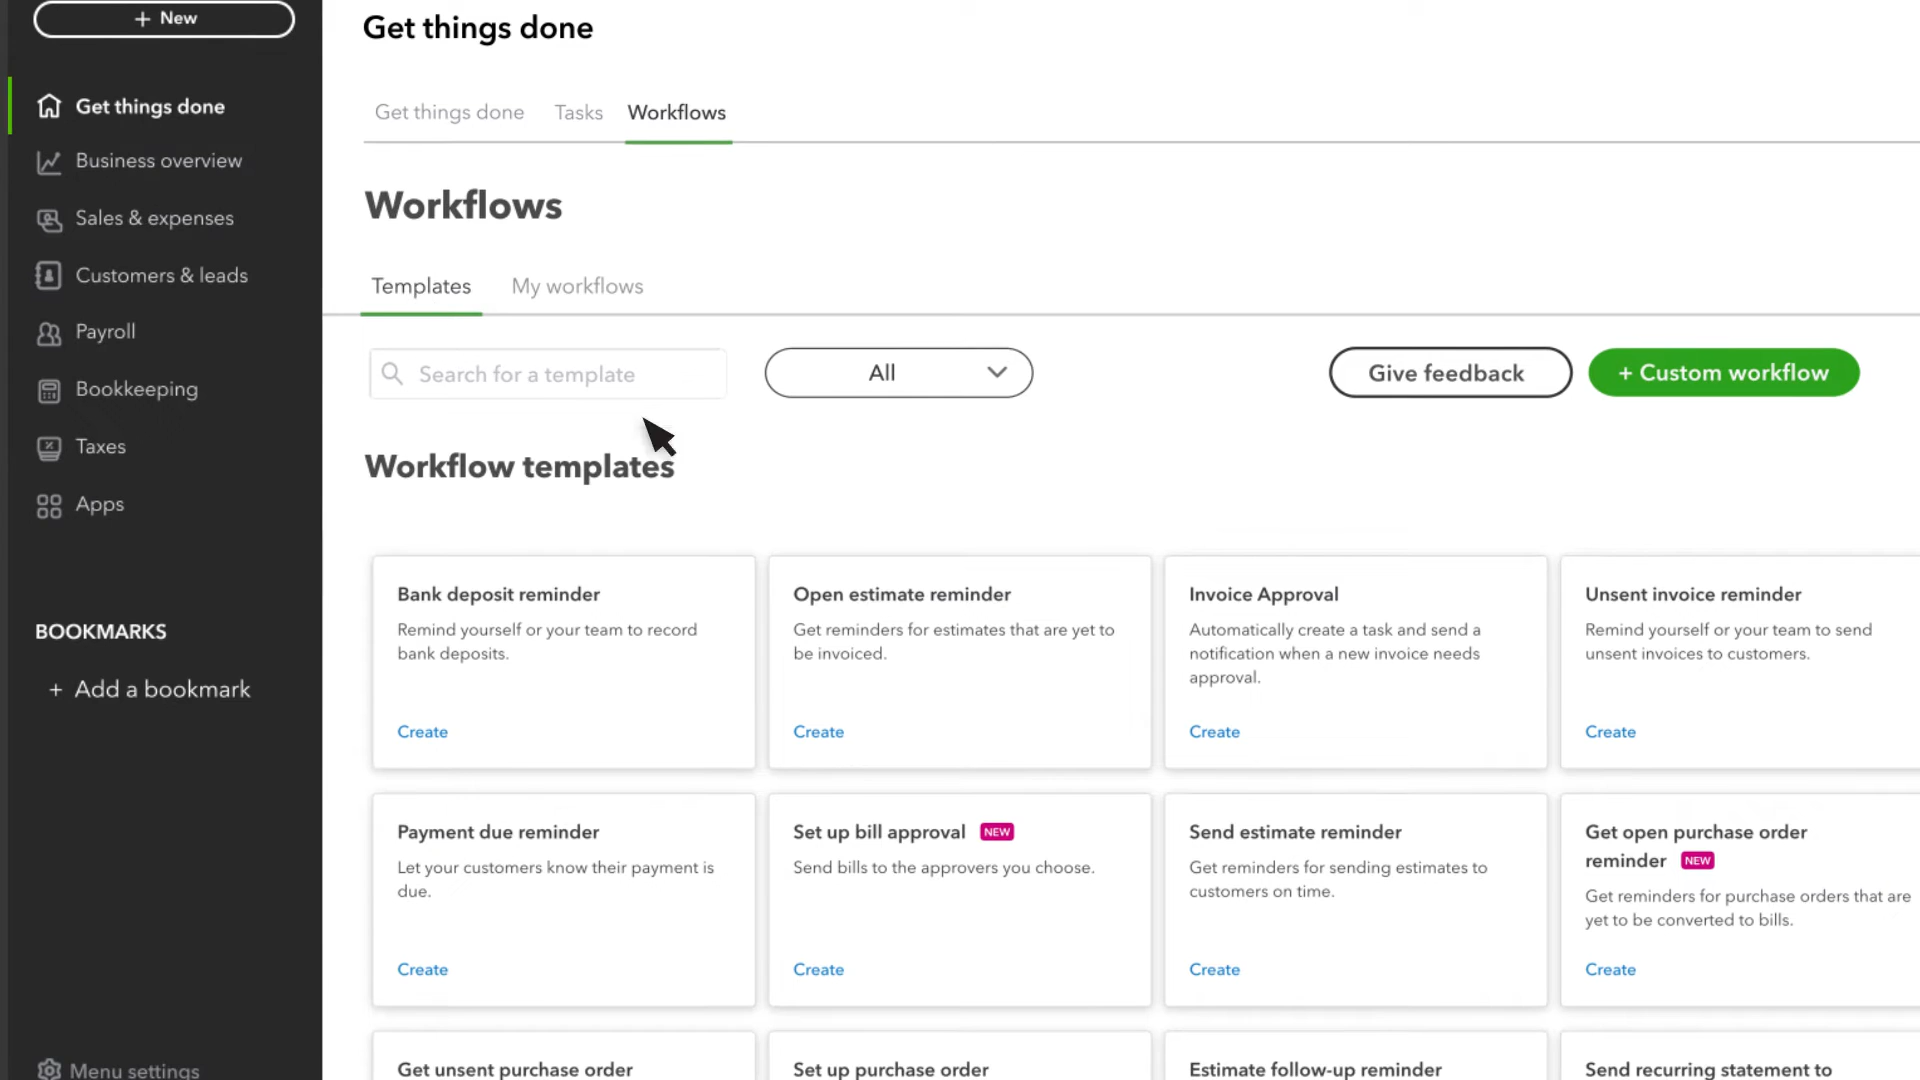 + New
Get things done
Business overview
Sales & expenses
Customers & leads
Payroll
Bookkeeping
Taxes
Apps
BOOKMARKS
+ Add a bookmark
Menu settings
Get things done
Get things done Tasks Workflows
Workflows
Templates My workflows
Search for a template All Give feedback + Custom workflow
Workflow templates
Bank deposit reminder
Remind yourself or your team to record
bank deposits.
Create
Open estimate reminder
Get reminders for estimates that are yet to
be invoiced.
Create
Invoice Approval
Automatically create a task and send a
notification when a new invoice needs
approval.
Create
Unsent invoice reminder
Remind yourself or your team to send
unsent invoices to customers.
Create
Payment due reminder
Let your customers know their payment is
due.
Create
Set up bill approval NEW
Send bills to the approvers you choose.
Create
Send estimate reminder
Get reminders for sending estimates to
customers on time.
Create
Get open purchase order
reminder NEW
Get reminders for purchase orders that are
yet to be converted to bills.
Create
Get unsent purchase order
Set up purchase order
Estimate follow-up reminder
Send recurring statement to